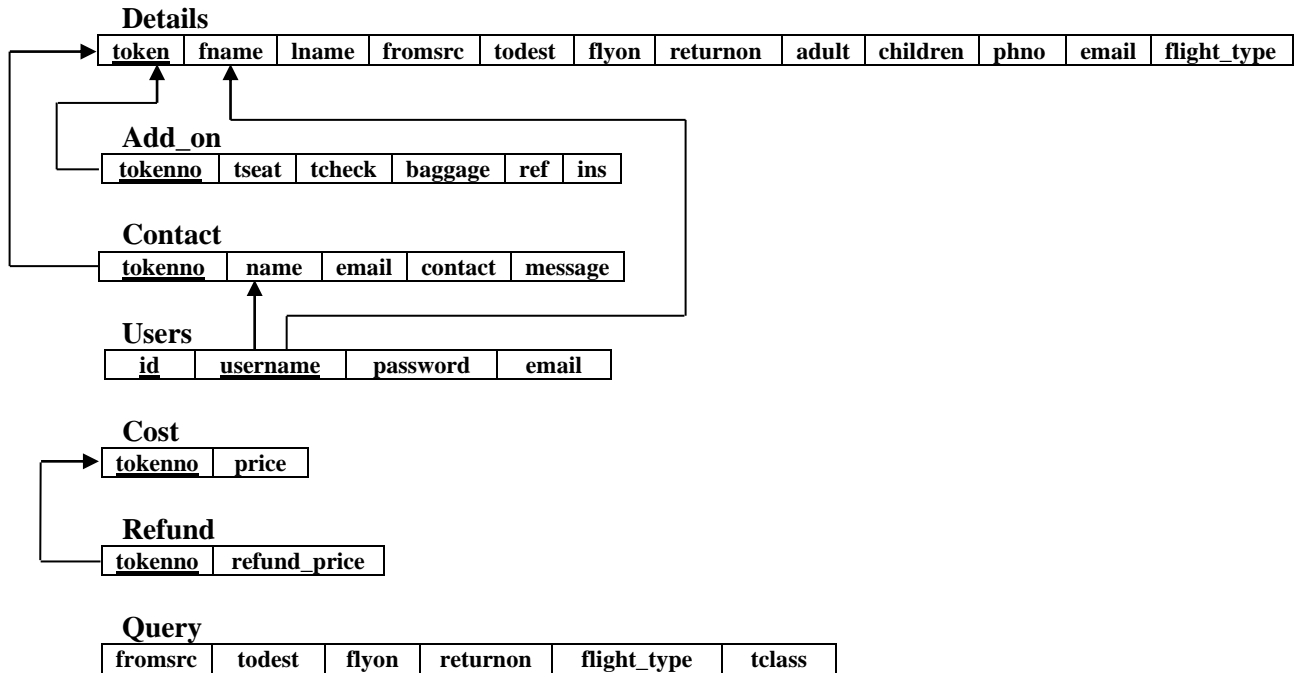 Details
token fname lname fromsrc todest flyon returnon adult children phno email flight_type
Add_on
tokenno tseat tcheck baggage ref ins
Contact
tokenno name email contact message
Users
id username password email
Cost
tokenno price
Refund
tokenno refund_price
Query
fromsrc todest flyon returnon flight_type tclass